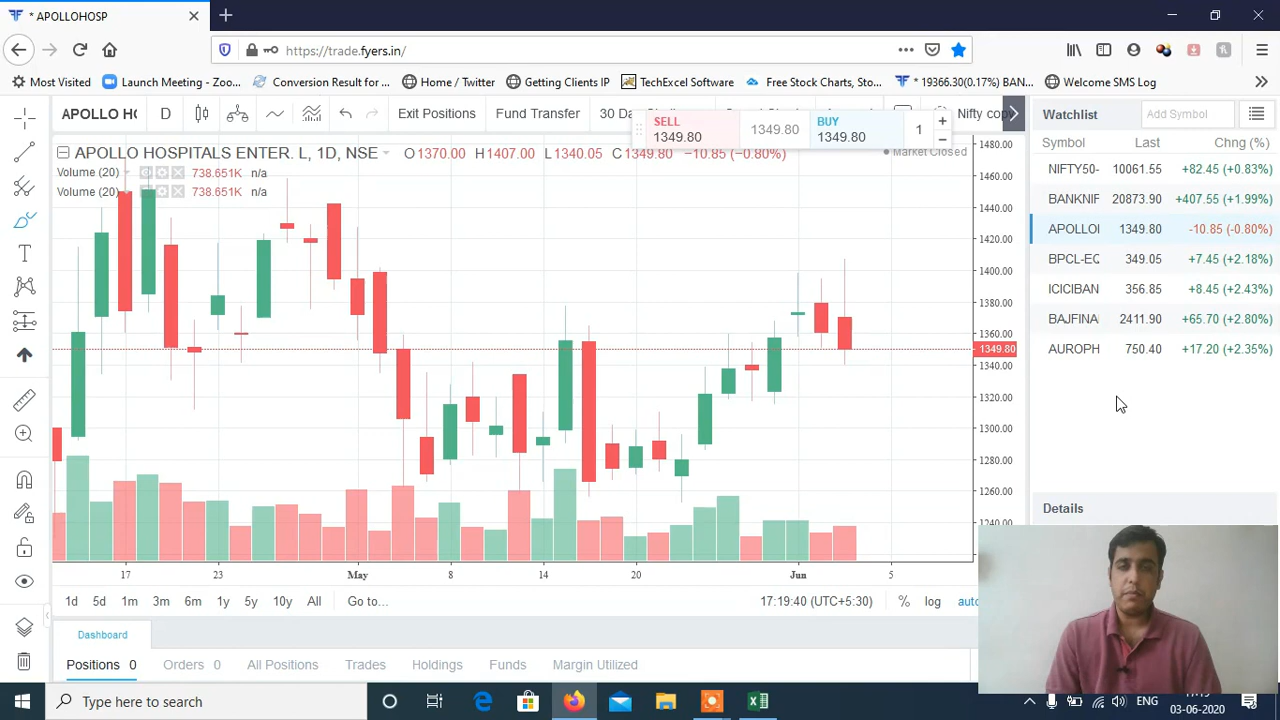 * APOLLOHOSP
https://trade.fyers.in/
Most Visited
Launch Meeting - Zoo...
Conversion Result for ...
Home / Twitter
Getting Clients IP
TechExcel Software
Free Stock Charts, Sto...
* 19366.30(0.17%) BAN...
Welcome SMS Log
APOLLO HO
D
Exit Positions
Fund Transfer
30 Day
Nifty cop
SELL
1349.80
1349.80
BUY
1349.80
1
APOLLO HOSPITALS ENTER. L, 1D, NSE
O 1370.00 H 1407.00 L 1340.05 C 1349.80 −10.85 (−0.80%)
Market Closed
Volume (20)
738.651K n/a
Volume (20)
738.651K n/a
1480.00
1460.00
1440.00
1420.00
1400.00
1380.00
1360.00
1349.80
1340.00
1320.00
1300.00
1280.00
1260.00
1240.00
17 23 May 8 14 20 Jun 5
1d 5d 1m 3m 6m 1y 5y 10y All Go to...
17:19:40 (UTC+5:30) % log auto
Watchlist
Add Symbol
Symbol Last Chng (%)
NIFTY50- 10061.55 +82.45 (+0.83%)
BANKNIF 20873.90 +407.55 (+1.99%)
APOLLOI 1349.80 -10.85 (-0.80%)
BPCL-EQ 349.05 +7.45 (+2.18%)
ICICIBAN 356.85 +8.45 (+2.43%)
BAJFINA 2411.90 +65.70 (+2.80%)
AUROPH 750.40 +17.20 (+2.35%)
Details
Dashboard
Positions 0
Orders 0
All Positions
Trades
Holdings
Funds
Margin Utilized
Type here to search
ENG
03-06-2020